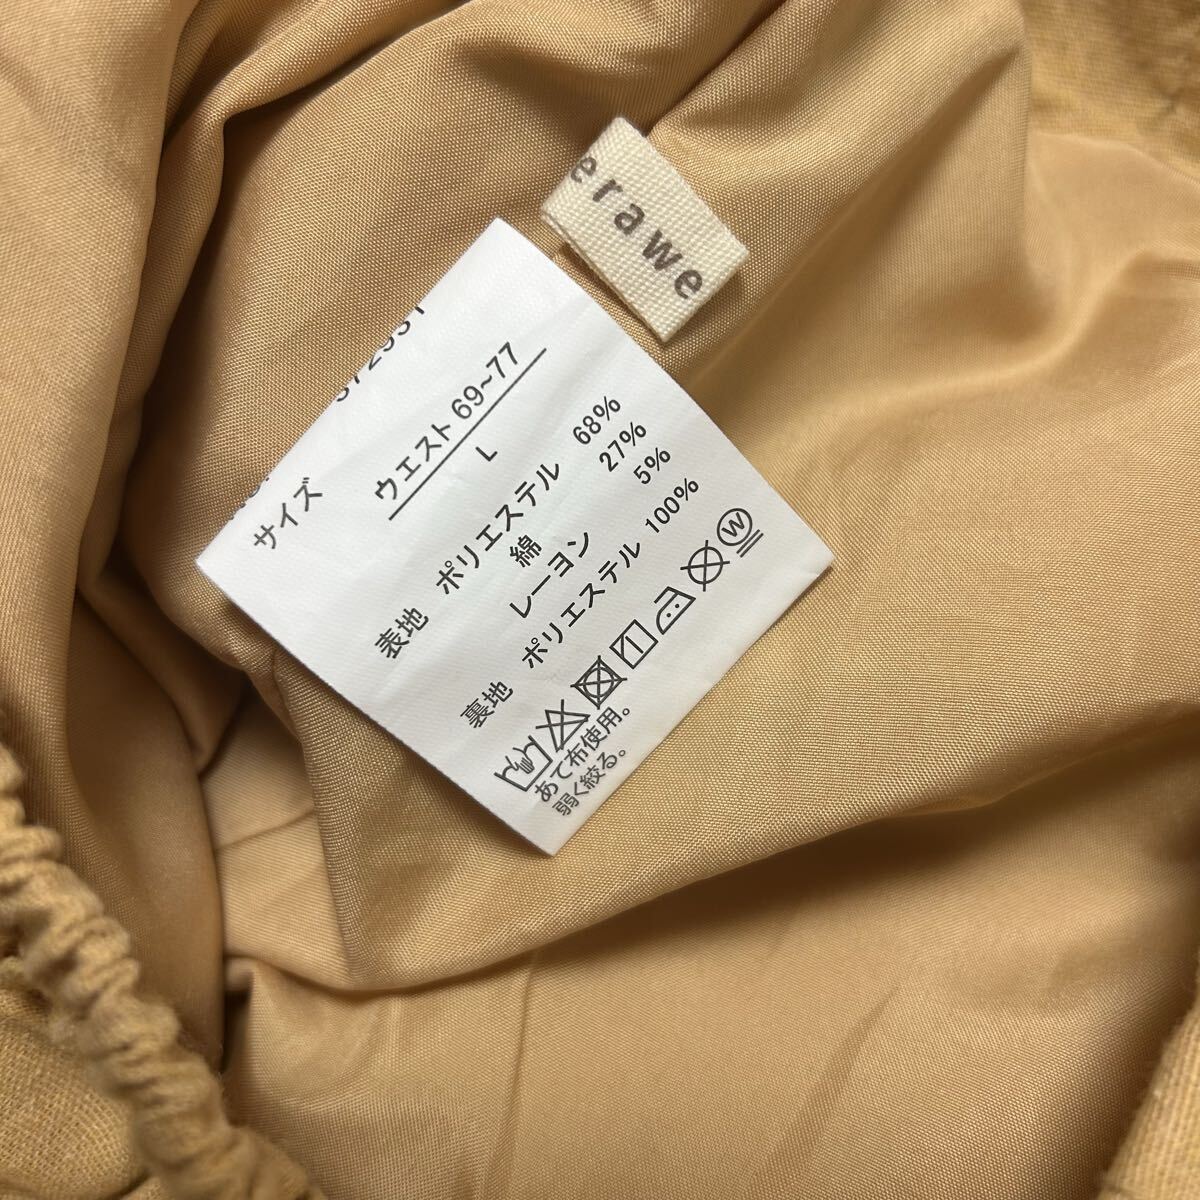 erawe
サイズ
ウエスト 69~77
L
表地 ポリエステル 68%
綿 27%
レーヨン 5%
裏地 ポリエステル 100%
W
あて布使用。
弱く絞る。